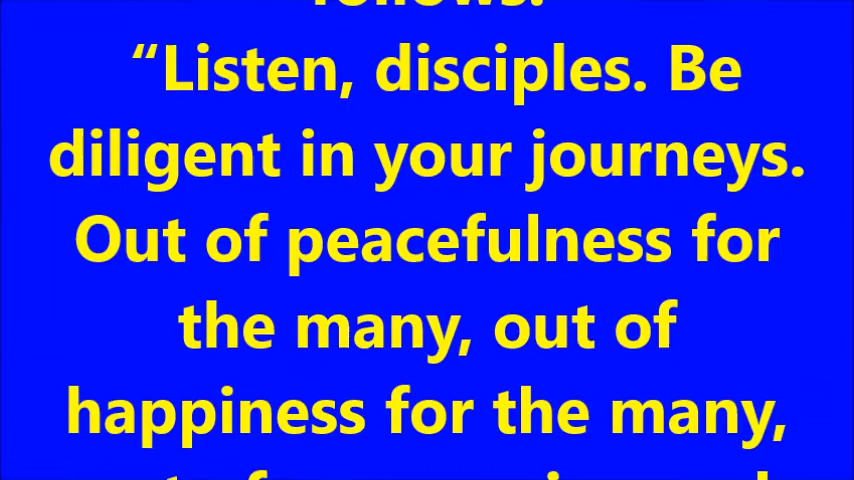 follows:
“Listen, disciples. Be
diligent in your journeys.
Out of peacefulness for
the many, out of
happiness for the many,